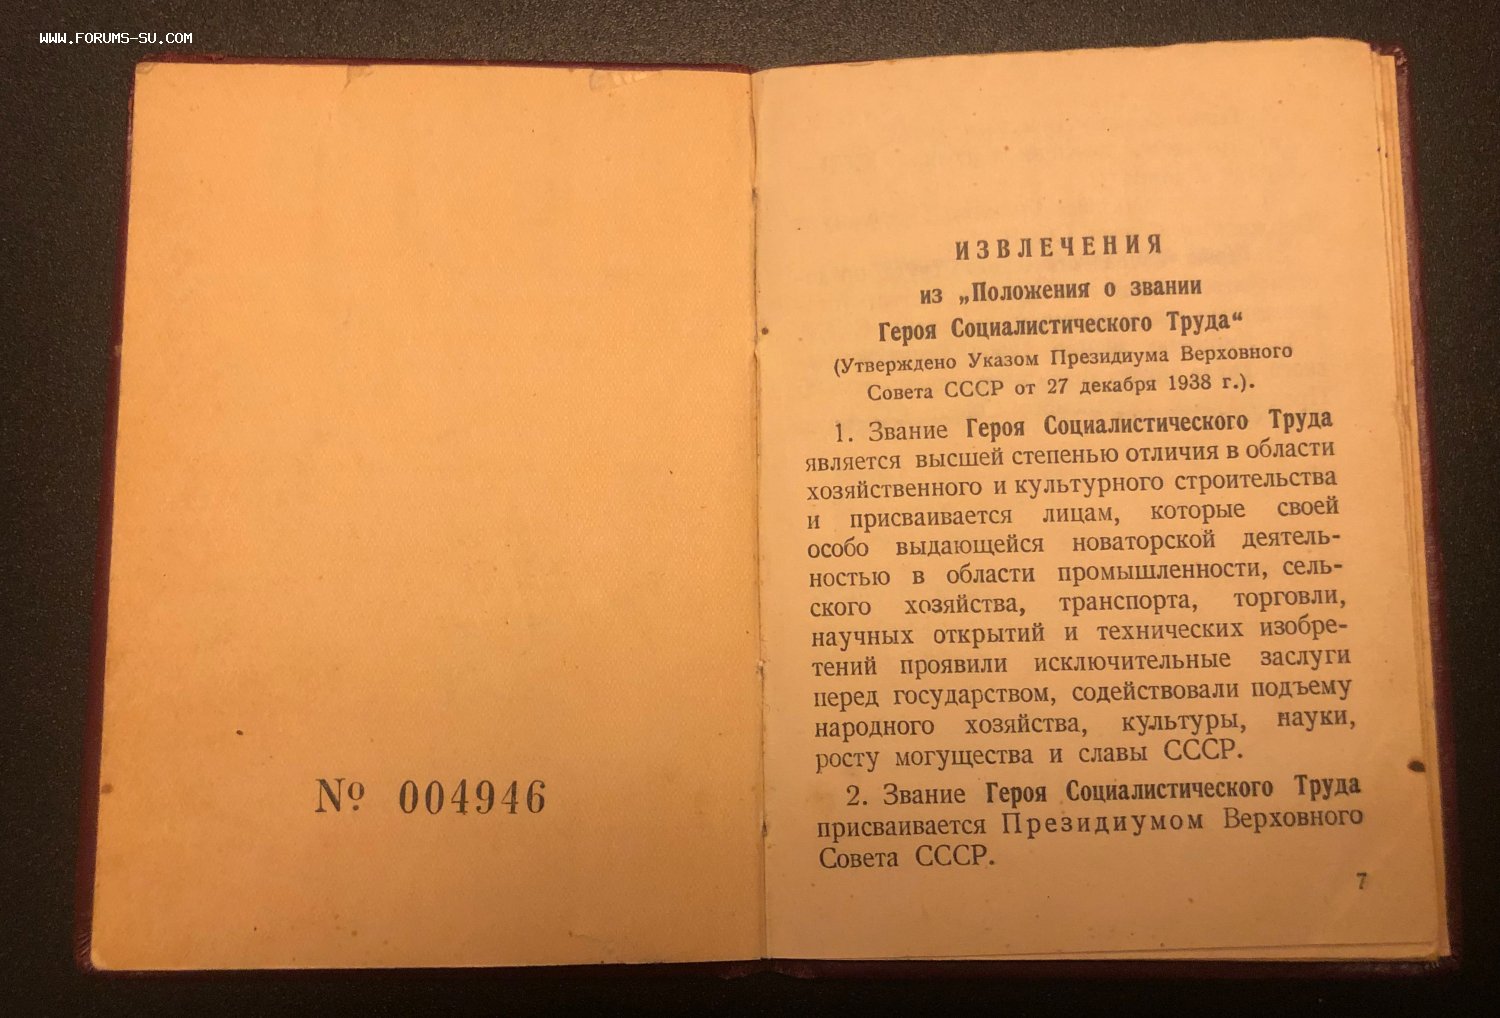 WWW.FORUMS-SU.COM
№ 004946
ИЗВЛЕЧЕНИЯ
из „Положения о звании
Героя Социалистического Труда“
(Утверждено Указом Президиума Верховного
Совета СССР от 27 декабря 1938 г.).
1. Звание Героя Социалистического Труда
является высшей степенью отличия в области
хозяйственного и культурного строительства
и присваивается лицам, которые своей
особо выдающейся новаторской деятель-
ностью в области промышленности, сель-
ского хозяйства, транспорта, торговли,
научных открытий и технических изобре-
тений проявили исключительные заслуги
перед государством, содействовали подъему
народного хозяйства, культуры, науки,
росту могущества и славы СССР.
2. Звание Героя Социалистического Труда
присваивается Президиумом Верховного
Совета СССР.
7